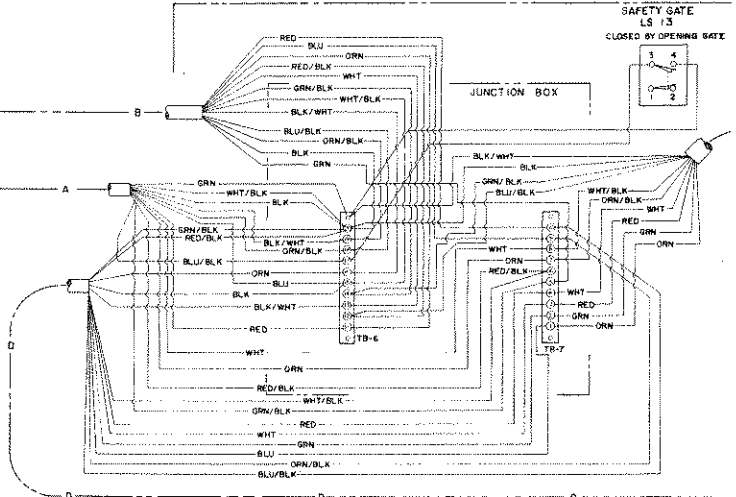 SAFETY GATE
LS 13
CLOSED BY OPENING GATE
3 4
1 2
RED
BLU
ORN
RED/BLK
WHT
GRN/BLK
WHT/BLK
JUNCTION BOX
B
BLK/WHT
BLU/BLK
ORN/BLK
BLK
GRN
BLK/WHT
BLK
GRN/BLK
BLU/BLK
A
GRN
WHT/BLK
BLK
WHT/BLK
ORN/BLK
WHT
RED
GRN
ORN
GRN/BLK
RED/BLK
BLK/WHT
ORN/BLK
WHT
BLU/BLK
ORN
RED/BLK
ORN
BLU
BLK
WHT
BLK/WHT
RED
GRN
RED
ORN
TB-6
TB-7
WHT
D
ORN
RED/BLK
WHT/BLK
GRN/BLK
RED
WHT
GRN
BLU
ORN/BLK
BLU/BLK
D